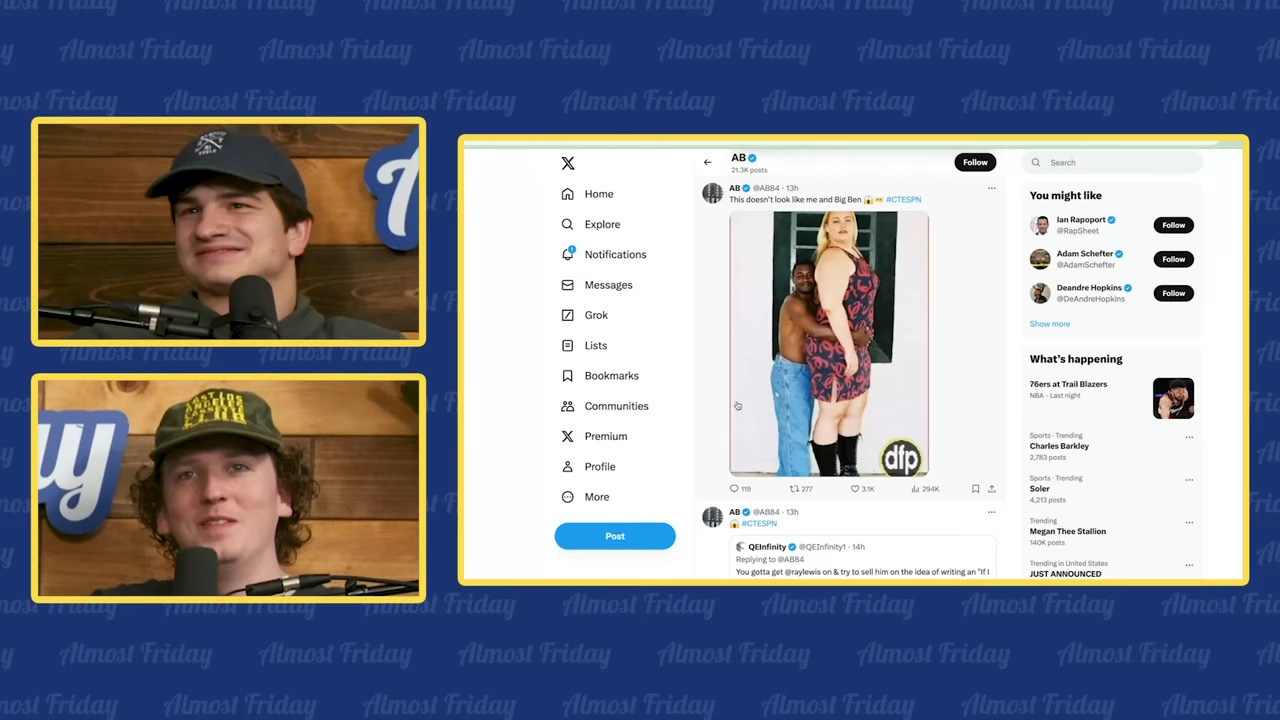 Almost Friday
AB
21.3K posts
Follow
Search
Home
Explore
1
Notifications
Messages
Grok
Lists
Bookmarks
Communities
Premium
Profile
More
Post
AB @AB84 · 13h
This doesn't look like me and Big Ben 😱👀 #CTESPN
dfp
119 277 3.1K 294K
AB @AB84 · 13h
😱 #CTESPN
QEInfinity @QEInfinity1 · 14h
Replying to @AB84
You gotta get @raylewis on & try to sell him on the idea of writing an "If I
You might like
Ian Rapoport
@RapSheet
Follow
Adam Schefter
@AdamSchefter
Follow
Deandre Hopkins
@DeAndreHopkins
Follow
Show more
What's happening
76ers at Trail Blazers
NBA · Last night
Sports · Trending
Charles Barkley
2,783 posts
Sports · Trending
Soler
4,213 posts
Trending
Megan Thee Stallion
140K posts
Trending in United States
JUST ANNOUNCED